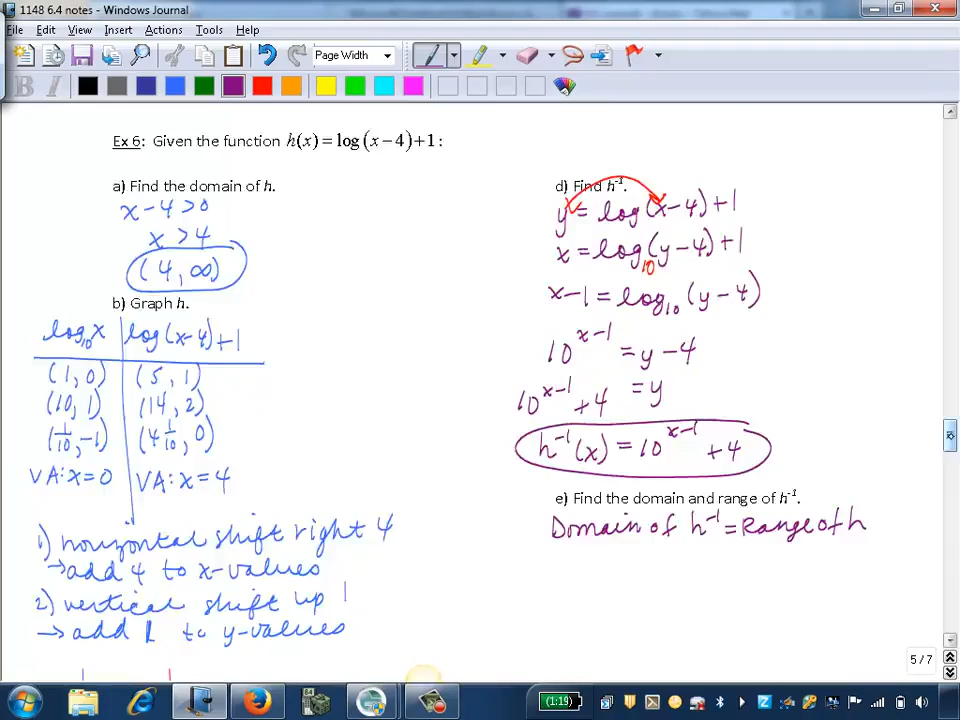 1148 6.4 notes - Windows Journal
File Edit View Insert Actions Tools Help
Page Width
B I
Ex 6: Given the function h(x) = log(x − 4) + 1 :
a) Find the domain of h.
x − 4 > 0
x > 4
(4, ∞)
b) Graph h.
log₁₀x | log(x−4)+1
(1, 0) | (5, 1)
(10, 1) | (14, 2)
(1/10, −1) | (4 1/10, 0)
VA: x = 0 | VA: x = 4
1) horizontal shift right 4
→ add 4 to x-values
2) vertical shift up 1
→ add 1 to y-values
d) Find h⁻¹.
y = log(x−4)+1
x = log₁₀(y−4)+1
x−1 = log₁₀(y−4)
10^(x−1) = y−4
10^(x−1) + 4 = y
h⁻¹(x) = 10^(x−1) + 4
e) Find the domain and range of h⁻¹.
Domain of h⁻¹ = Range of h
5 / 7
(1:19)